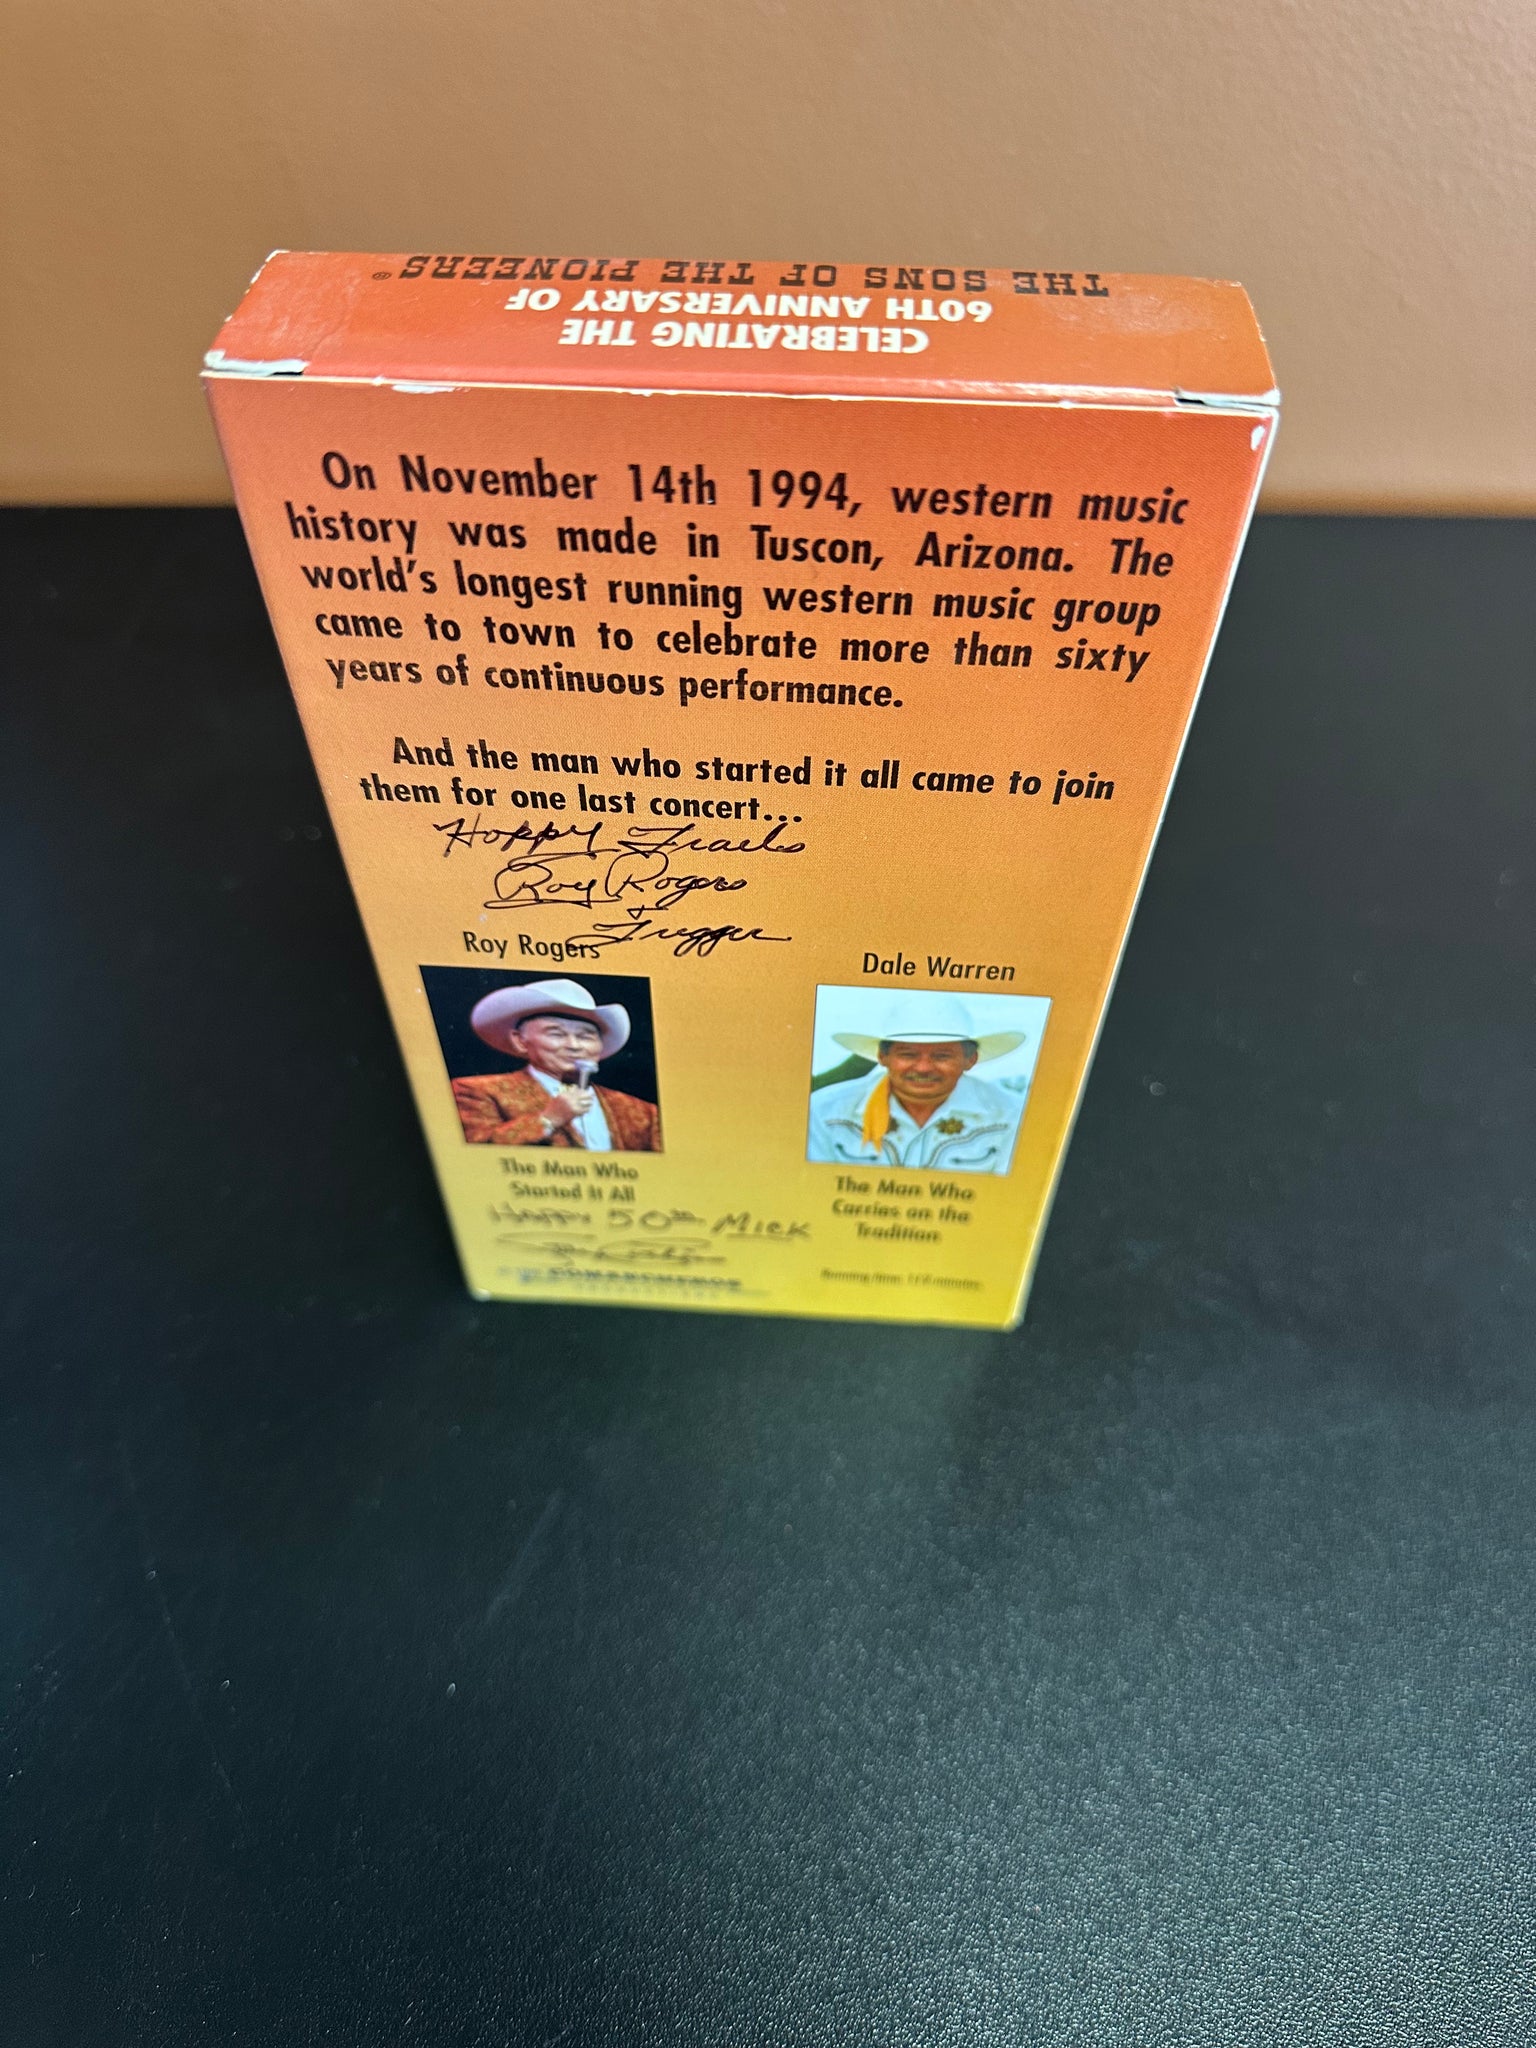 THE SONS OF THE PIONEERS®
60TH ANNIVERSARY OF
CELEBRATING THE
On November 14th 1994, western music
history was made in Tuscon, Arizona. The
world's longest running western music group
came to town to celebrate more than sixty
years of continuous performance.
And the man who started it all came to join
them for one last concert...
Happy Trails
Roy Rogers
+ Trigger
Roy Rogers
Dale Warren
The Man Who
Started It All
The Man Who
Carries on the
Tradition
Happy 50th Mick
Running time: minutes